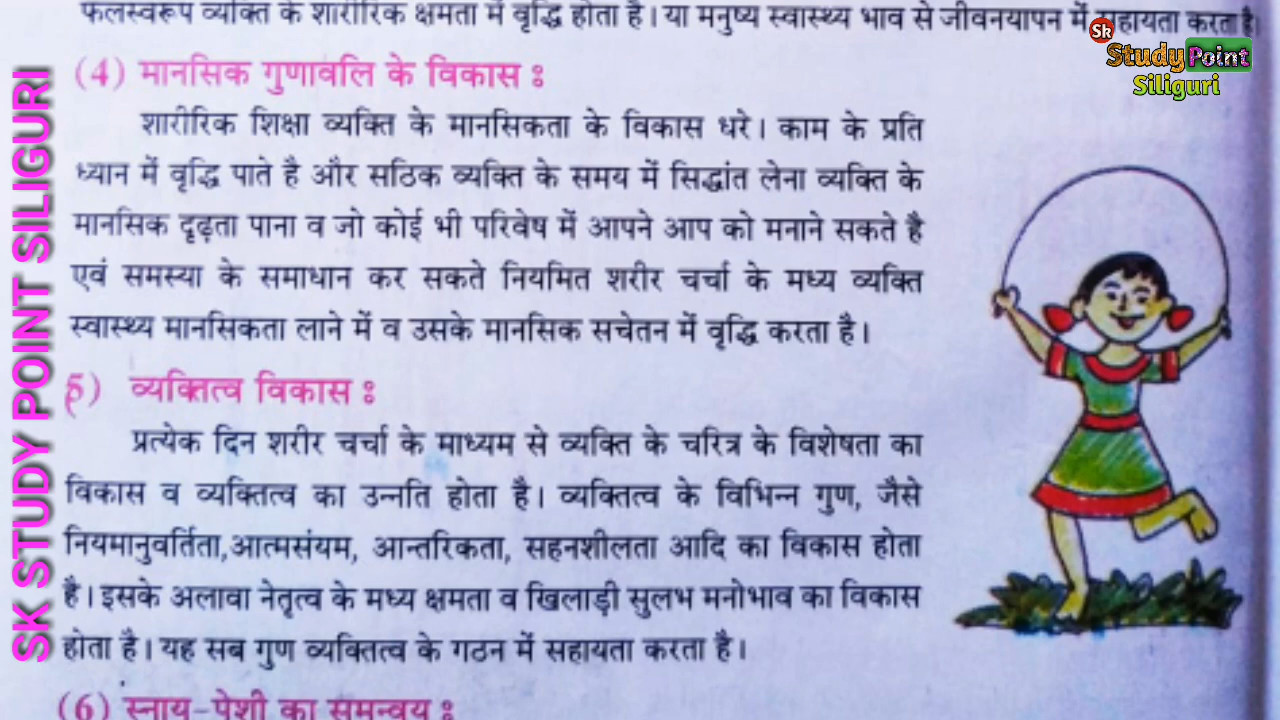 फलस्वरूप व्यक्ति के शारीरिक क्षमता में वृद्धि होता है। या मनुष्य स्वास्थ्य भाव से जीवनयापन में सहायता करता है।
Sk
Study Point
Siliguri
SK STUDY POINT SILIGURI
(4) मानसिक गुणावलि के विकास :
शारीरिक शिक्षा व्यक्ति के मानसिकता के विकास धरे। काम के प्रति
ध्यान में वृद्धि पाते है और सठिक व्यक्ति के समय में सिद्धांत लेना व्यक्ति के
मानसिक दृढ़ता पाना व जो कोई भी परिवेष में आपने आप को मनाने सकते है
एवं समस्या के समाधान कर सकते नियमित शरीर चर्चा के मध्य व्यक्ति
स्वास्थ्य मानसिकता लाने में व उसके मानसिक सचेतन में वृद्धि करता है।
5) व्यक्तित्व विकास :
प्रत्येक दिन शरीर चर्चा के माध्यम से व्यक्ति के चरित्र के विशेषता का
विकास व व्यक्तित्व का उन्नति होता है। व्यक्तित्व के विभिन्न गुण, जैसे
नियमानुवर्तिता,आत्मसंयम, आन्तरिकता, सहनशीलता आदि का विकास होता
है। इसके अलावा नेतृत्व के मध्य क्षमता व खिलाड़ी सुलभ मनोभाव का विकास
होता है। यह सब गुण व्यक्तित्व के गठन में सहायता करता है।
(6) स्नायु-पेशी का समन्वय :